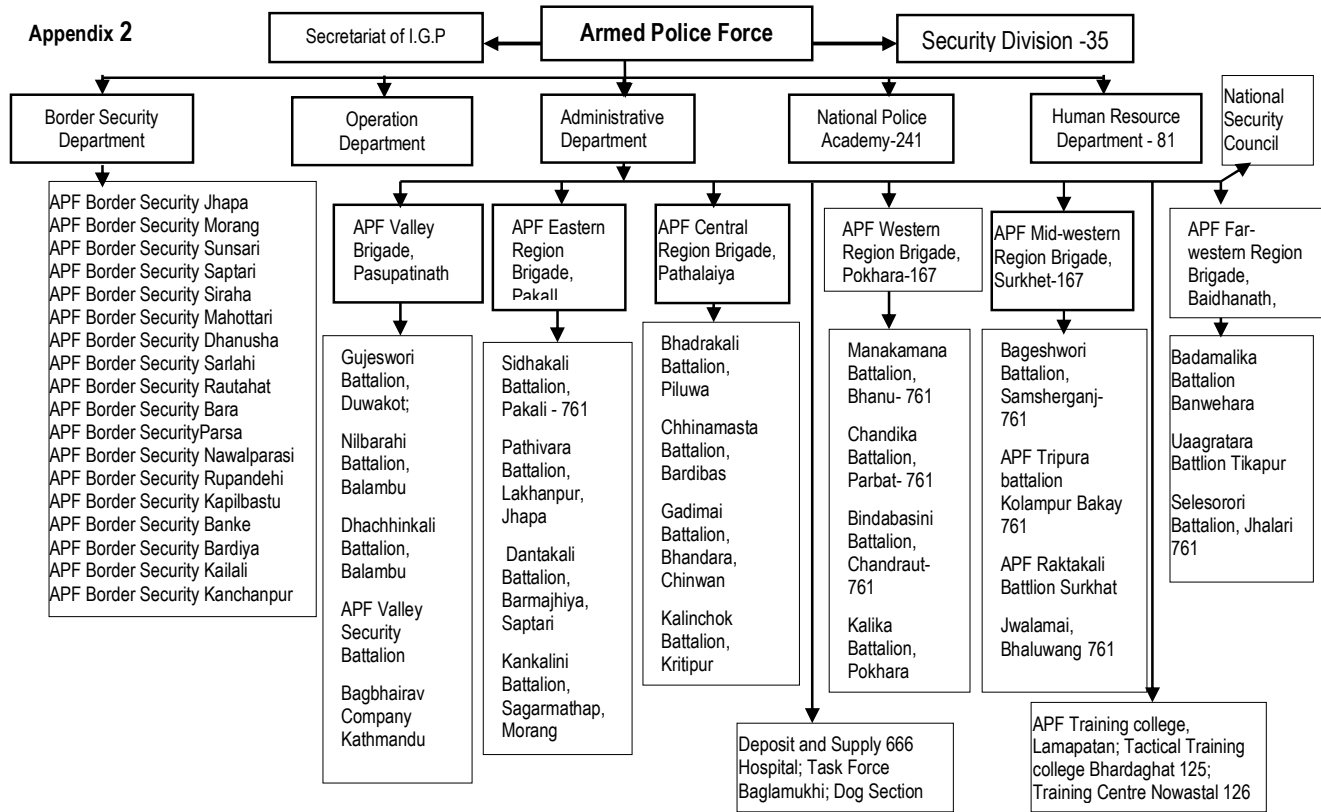 Appendix 2
Secretariat of I.G.P
Armed Police Force
Security Division -35
Border Security
Department
Operation
Department
Administrative
Department
National Police
Academy-241
Human Resource
Department - 81
National
Security
Council
APF Border Security Jhapa
APF Border Security Morang
APF Border Security Sunsari
APF Border Security Saptari
APF Border Security Siraha
APF Border Security Mahottari
APF Border Security Dhanusha
APF Border Security Sarlahi
APF Border Security Rautahat
APF Border Security Bara
APF Border SecurityParsa
APF Border Security Nawalparasi
APF Border Security Rupandehi
APF Border Security Kapilbastu
APF Border Security Banke
APF Border Security Bardiya
APF Border Security Kailali
APF Border Security Kanchanpur
APF Valley
Brigade,
Pasupatinath
APF Eastern
Region
Brigade,
APF Central
Region Brigade,
Pathalaiya
APF Western
Region Brigade,
Pokhara-167
APF Mid-western
Region Brigade,
Surkhet-167
APF Far-
western Region
Brigade,
Baidhanath,
Gujeswori
Battalion,
Duwakot;
Nilbarahi
Battalion,
Balambu
Dhachhinkali
Battalion,
Balambu
APF Valley
Security
Battalion
Bagbhairav
Company
Kathmandu
Sidhakali
Battalion,
Pakali - 761
Pathivara
Battalion,
Lakhanpur,
Jhapa
Dantakali
Battalion,
Barmajhiya,
Saptari
Kankalini
Battalion,
Sagarmathap,
Morang
Bhadrakali
Battalion,
Piluwa
Chhinamasta
Battalion,
Bardibas
Gadimai
Battalion,
Bhandara,
Chinwan
Kalinchok
Battalion,
Kritipur
Manakamana
Battalion,
Bhanu- 761
Chandika
Battalion,
Parbat- 761
Bindabasini
Battalion,
Chandraut-
761
Kalika
Battalion,
Pokhara
Bageshwori
Battalion,
Samsherganj-
761
APF Tripura
battalion
Kolampur Bakay
761
APF Raktakali
Battlion Surkhat
Jwalamai,
Bhaluwang 761
Badamalika
Battalion
Banwehara
Uaagratara
Battlion Tikapur
Selesorori
Battalion, Jhalari
761
Deposit and Supply 666
Hospital; Task Force
Baglamukhi; Dog Section
APF Training college,
Lamapatan; Tactical Training
college Bhardaghat 125;
Training Centre Nowastal 126